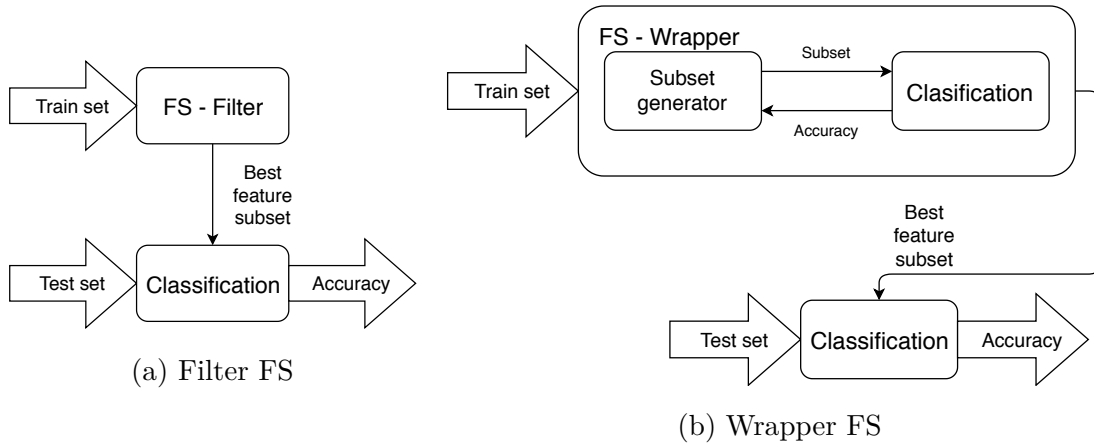 Train set
FS - Filter
Best
feature
subset
Test set
Classification
Accuracy
(a) Filter FS
FS - Wrapper
Train set
Subset
generator
Subset
Accuracy
Clasification
Best
feature
subset
Test set
Classification
Accuracy
(b) Wrapper FS